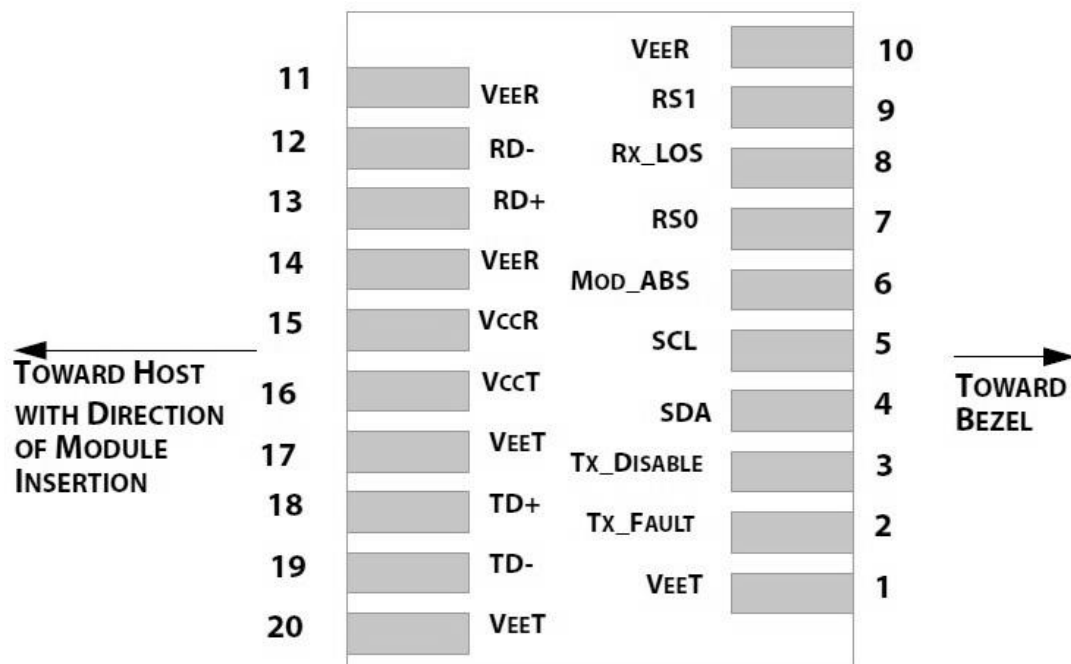 VEER 10
11 VEER
RS1 9
12 RD-
RX_LOS 8
13 RD+
RS0 7
14 VEER
MOD_ABS 6
15 VCCR
SCL 5
TOWARD HOST
WITH DIRECTION
OF MODULE
INSERTION
TOWARD
BEZEL
16 VCCT
SDA 4
17 VEET
TX_DISABLE 3
18 TD+
TX_FAULT 2
19 TD-
VEET 1
20 VEET